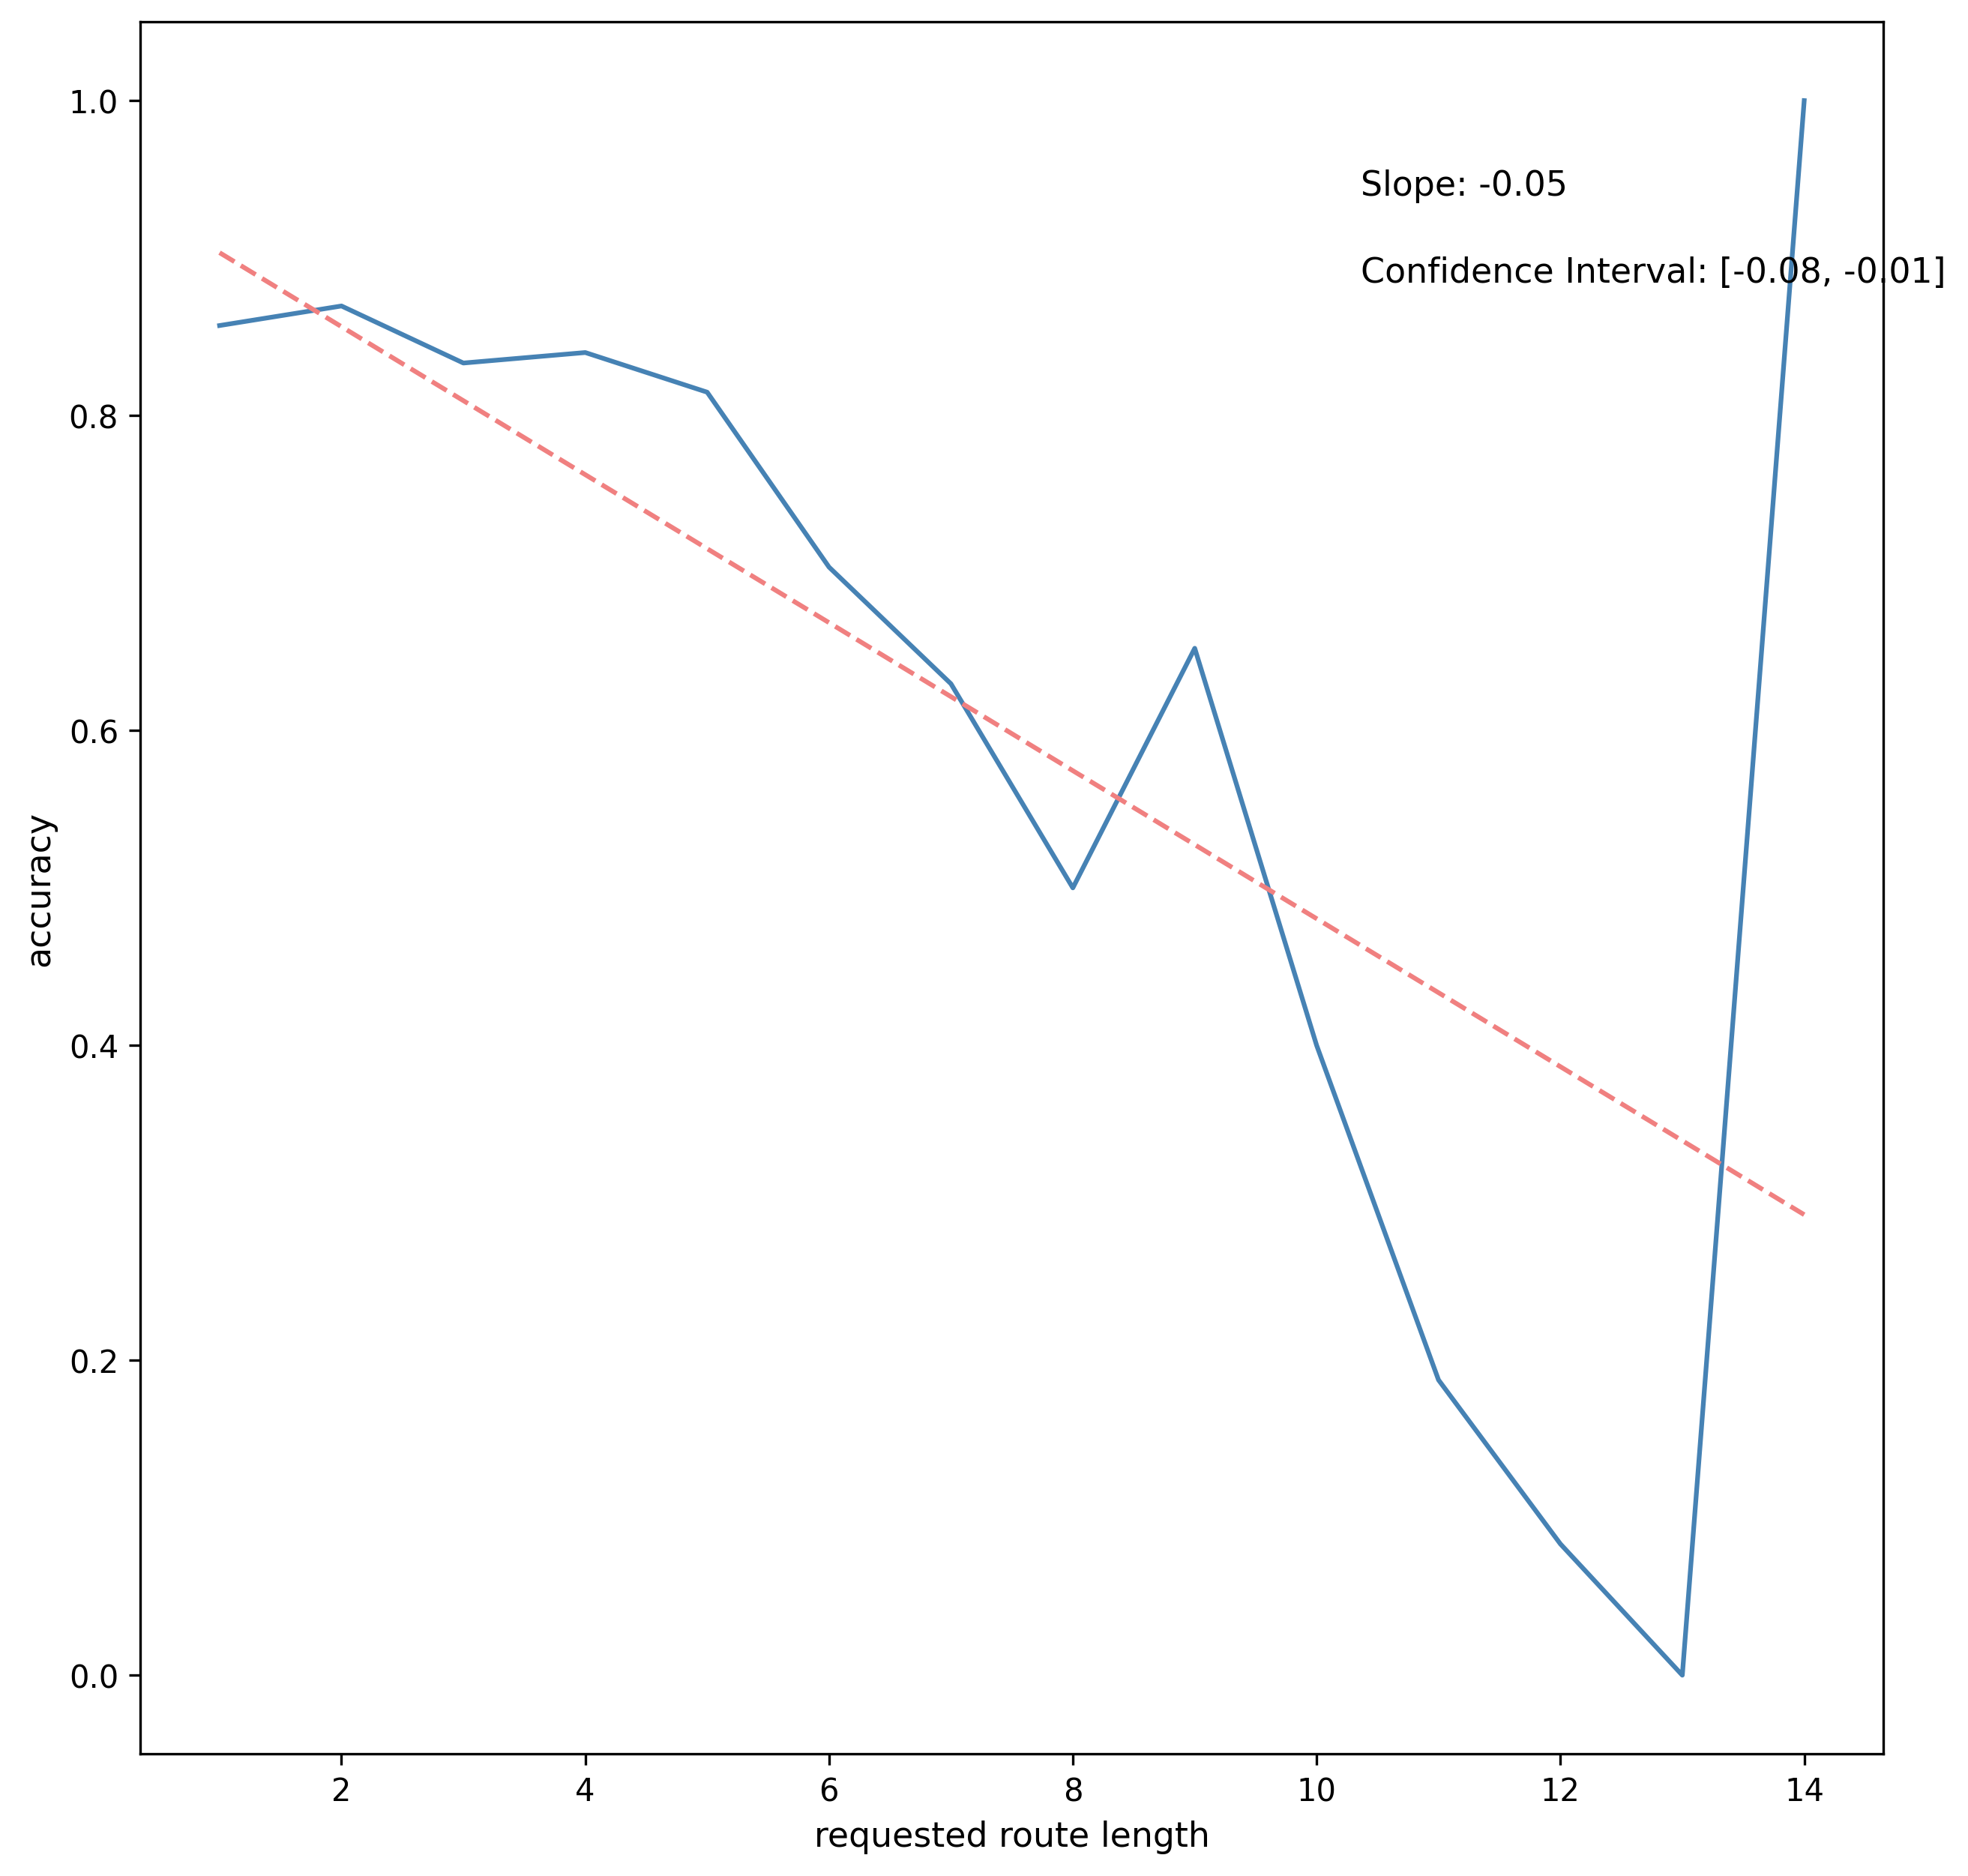 1.0
Slope: -0.05
Confidence Interval: [-0.08, -0.01]
0.8
0.6
accuracy
0.4
0.2
0.0
2 4 6 8 10 12 14
requested route length